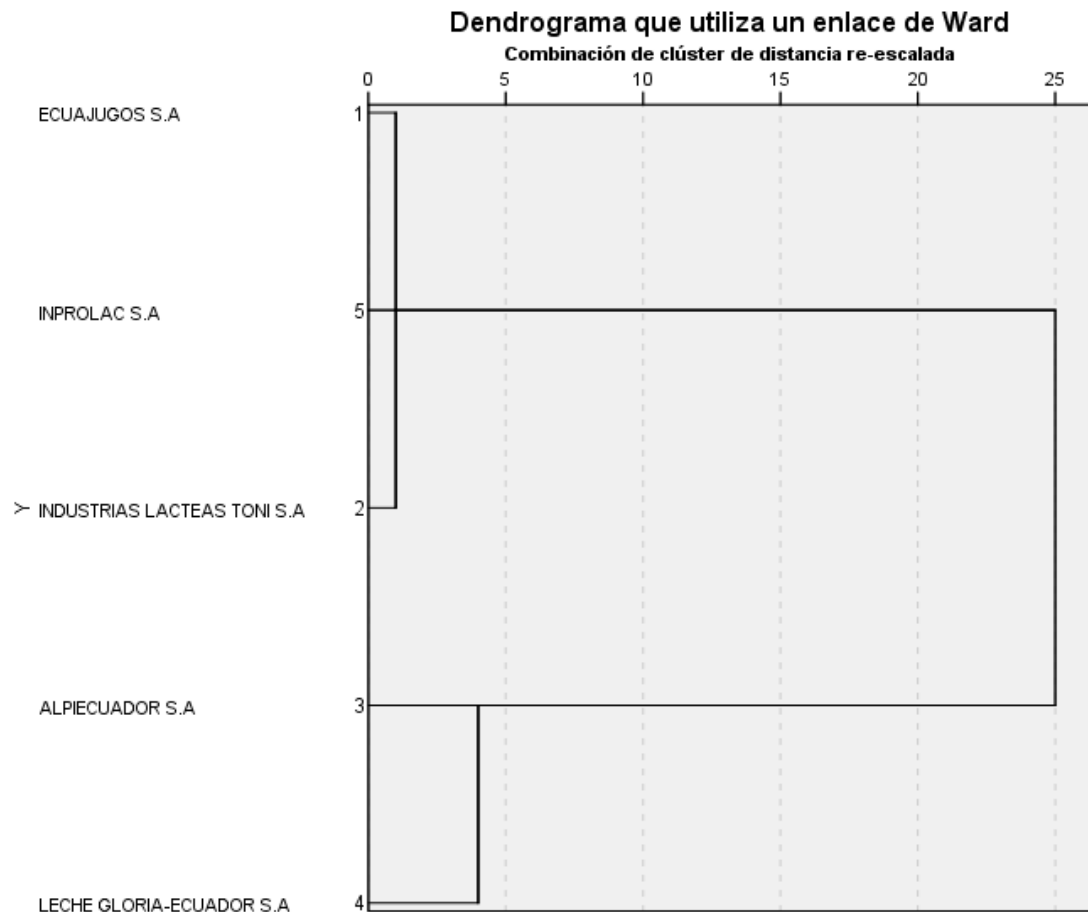 Dendrograma que utiliza un enlace de Ward
Combinación de clúster de distancia re-escalada
0 5 10 15 20 25
ECUAJUGOS S.A 1
INPROLAC S.A 5
Y
INDUSTRIAS LACTEAS TONI S.A 2
ALPIECUADOR S.A 3
LECHE GLORIA-ECUADOR S.A 4